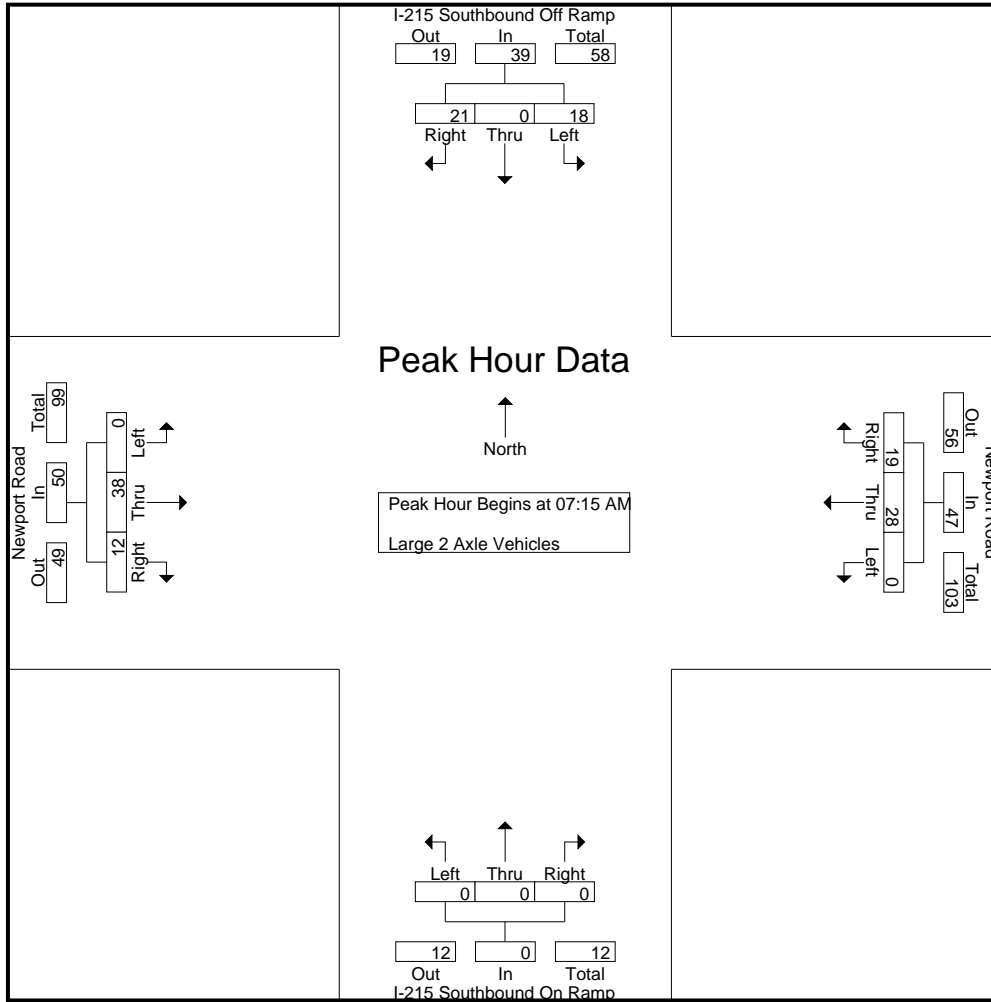 I-215 Southbound Off Ramp
Out In Total
19 39 58
21 0 18
Right Thru Left
Peak Hour Data
North
Peak Hour Begins at 07:15 AM
Large 2 Axle Vehicles
Newport Road
Out In Total
49 50 99
12 38 0
Right Thru Left
Newport Road
Out In Total
56 47 103
19 28 0
Right Thru Left
Left Thru Right
0 0 0
12 0 12
Out In Total
I-215 Southbound On Ramp